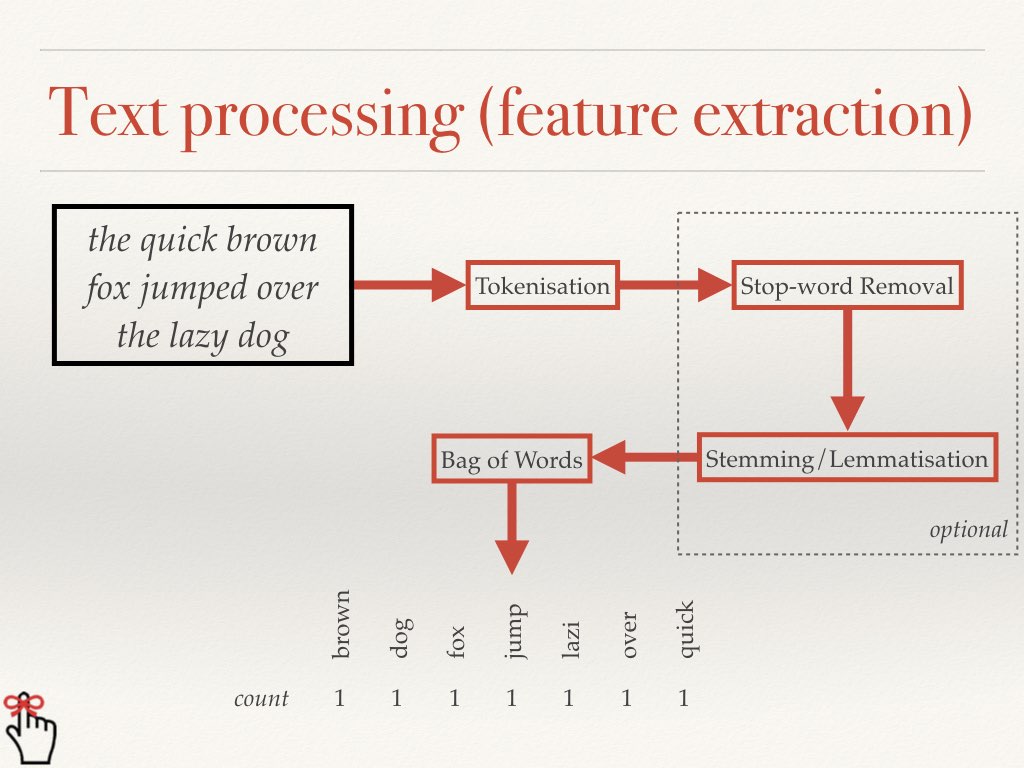 Text processing (feature extraction)
the quick brown
fox jumped over
the lazy dog
Tokenisation
Stop-word Removal
Bag of Words
Stemming/Lemmatisation
optional
brown dog fox jump lazi over quick
count 1 1 1 1 1 1 1